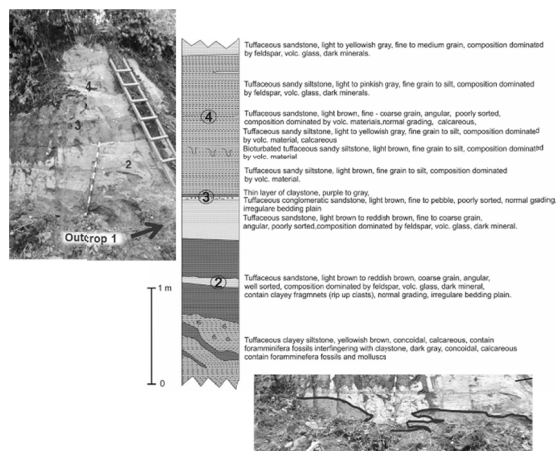 Tuffaceous sandstone, light to yellowish gray, fine to medium grain, composition dominated
by feldspar, volc. glass, dark minerals.
Tuffaceous sandy siltstone, light to pinkish gray, fine grain to silt, composition dominated
by feldspar, volc. glass, dark minerals.
Tuffaceous sandstone, light brown, fine - coarse grain, angular, poorly sorted,
composition dominated by volc. materials,normal grading, calcareous,
Tuffaceous sandy siltstone, light to yellowish gray, fine grain to silt, composition dominated
by volc. material, calcareous
Bioturbated tuffaceous sandy siltstone, light brown, fine grain to silt, composition dominated
by volc. material
Tuffaceous sandy siltstone, light brown, fine grain to silt, composition dominated
by volc. material.
Thin layer of claystone, purple to gray,
Tuffaceous conglomeratic sandstone, light brown, fine to pebble, poorly sorted, normal grading,
irregulare bedding plain
Tuffaceous sandstone, light brown to reddish brown, fine to coarse grain,
angular, poorly sorted,composition dominated by feldspar, volc. glass, dark mineral.
Tuffaceous sandstone, light brown to reddish brown, coarse grain, angular,
well sorted, composition dominated by feldspar, volc. glass, dark mineral,
contain clayey fragmnets (rip up clasts), normal grading, irregulare bedding plain.
Tuffaceous clayey siltstone, yellowish brown, concoidal, calcareous, contain
foramminifera fossils interfingering with claystone, dark gray, concoidal, calcareous
contain foramminefera fossils and molluscs
4
3
2
Outcrop 1
4
3
2
1 m
0